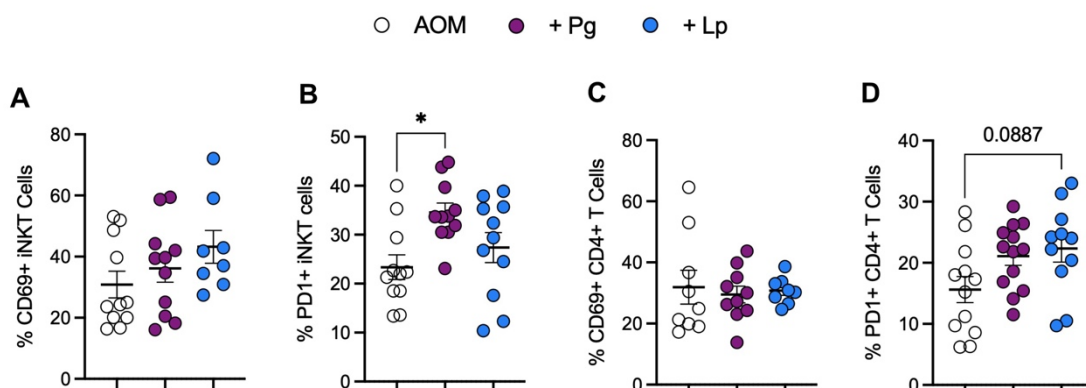 AOM + Pg + Lp
A
% CD69+ iNKT Cells
80
60
40
20
0
B
% PD1+ iNKT cells
50
40
30
20
10
0
*
C
% CD69+ CD4+ T Cells
80
60
40
20
0
D
% PD1+ CD4+ T Cells
40
30
20
10
0
0.0887